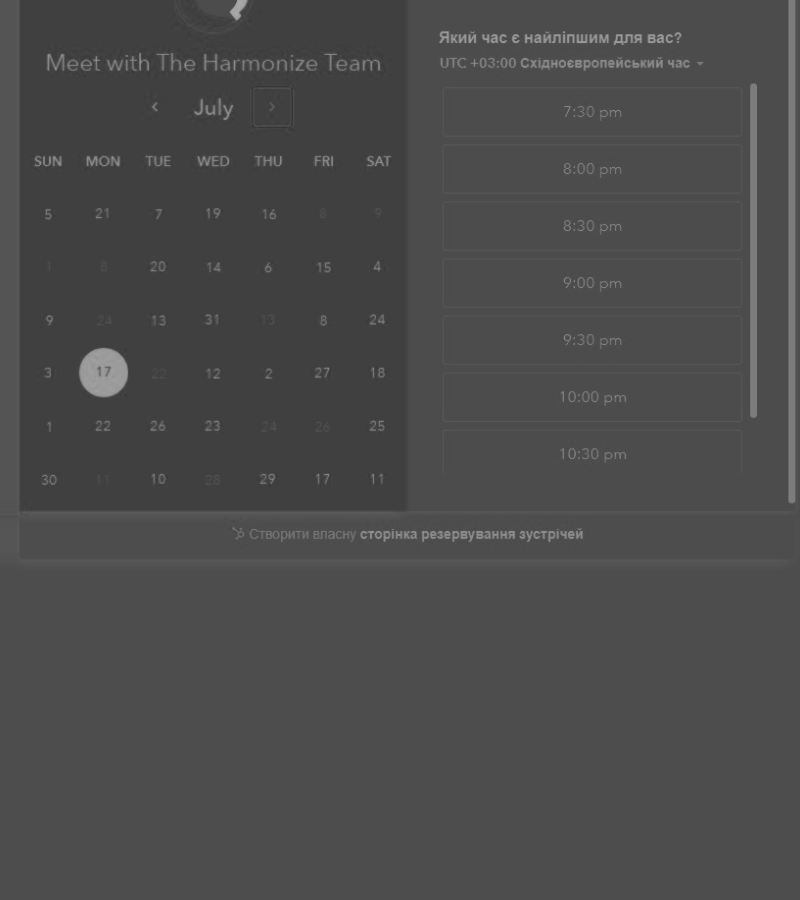 Meet with The Harmonize Team
July
SUN MON TUE WED THU FRI SAT
5 21 7 19 16 8 9
1 8 20 14 6 15 4
9 24 13 31 13 8 24
3 17 22 12 2 27 18
1 22 26 23 24 26 25
30 11 10 28 29 17 11
Який час є найліпшим для вас?
UTC +03:00 Східноєвропейський час
7:30 pm
8:00 pm
8:30 pm
9:00 pm
9:30 pm
10:00 pm
10:30 pm
Створити власну сторінка резервування зустрічей